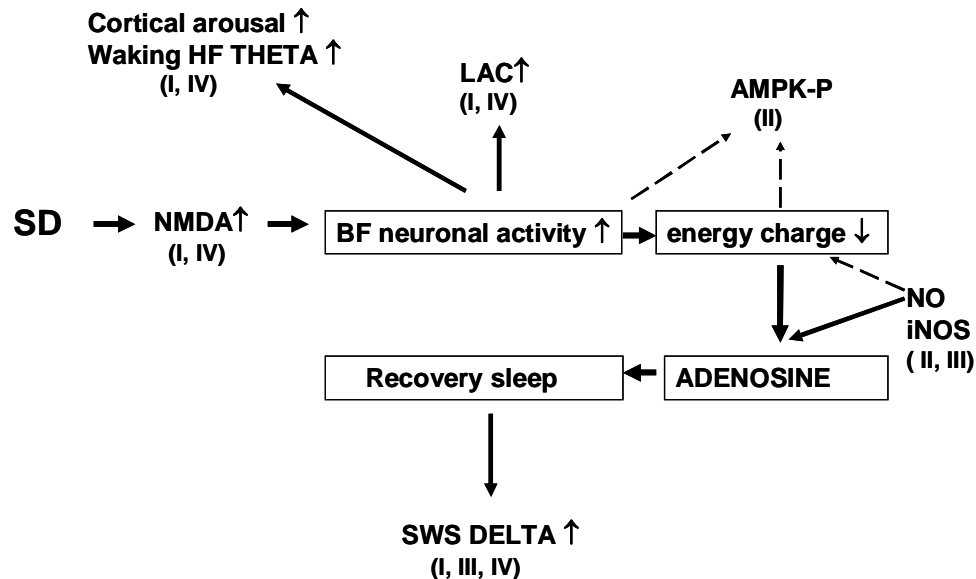 Cortical arousal ↑
Waking HF THETA ↑
(I, IV)
LAC↑
(I, IV)
AMPK-P
(II)
SD
NMDA↑
(I, IV)
BF neuronal activity ↑
energy charge ↓
NO
iNOS
( II, III)
Recovery sleep
ADENOSINE
SWS DELTA ↑
(I, III, IV)